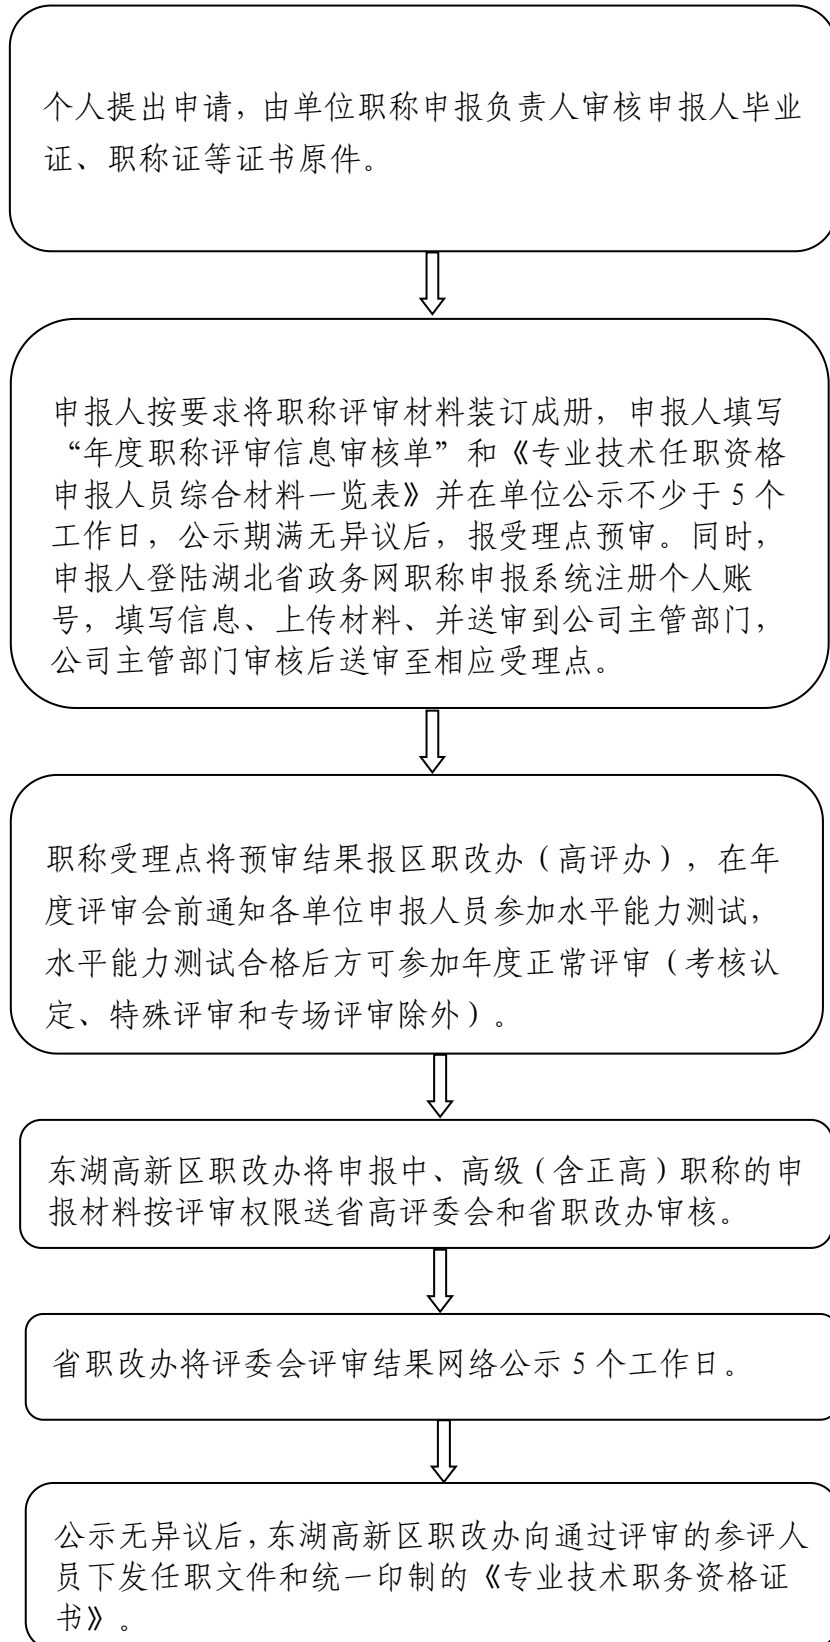 个人提出申请，由单位职称申报负责人审核申报人毕业
证、职称证等证书原件。
申报人按要求将职称评审材料装订成册，申报人填写
“年度职称评审信息审核单”和《专业技术任职资格
申报人员综合材料一览表》并在单位公示不少于 5 个
工作日，公示期满无异议后，报受理点预审。同时，
申报人登陆湖北省政务网职称申报系统注册个人账
号，填写信息、上传材料、并送审到公司主管部门，
公司主管部门审核后送审至相应受理点。
职称受理点将预审结果报区职改办（高评办），在年
度评审会前通知各单位申报人员参加水平能力测试，
水平能力测试合格后方可参加年度正常评审（考核认
定、特殊评审和专场评审除外）。
东湖高新区职改办将申报中、高级（含正高）职称的申
报材料按评审权限送省高评委会和省职改办审核。
省职改办将评委会评审结果网络公示 5 个工作日。
公示无异议后，东湖高新区职改办向通过评审的参评人
员下发任职文件和统一印制的《专业技术职务资格证
书》。